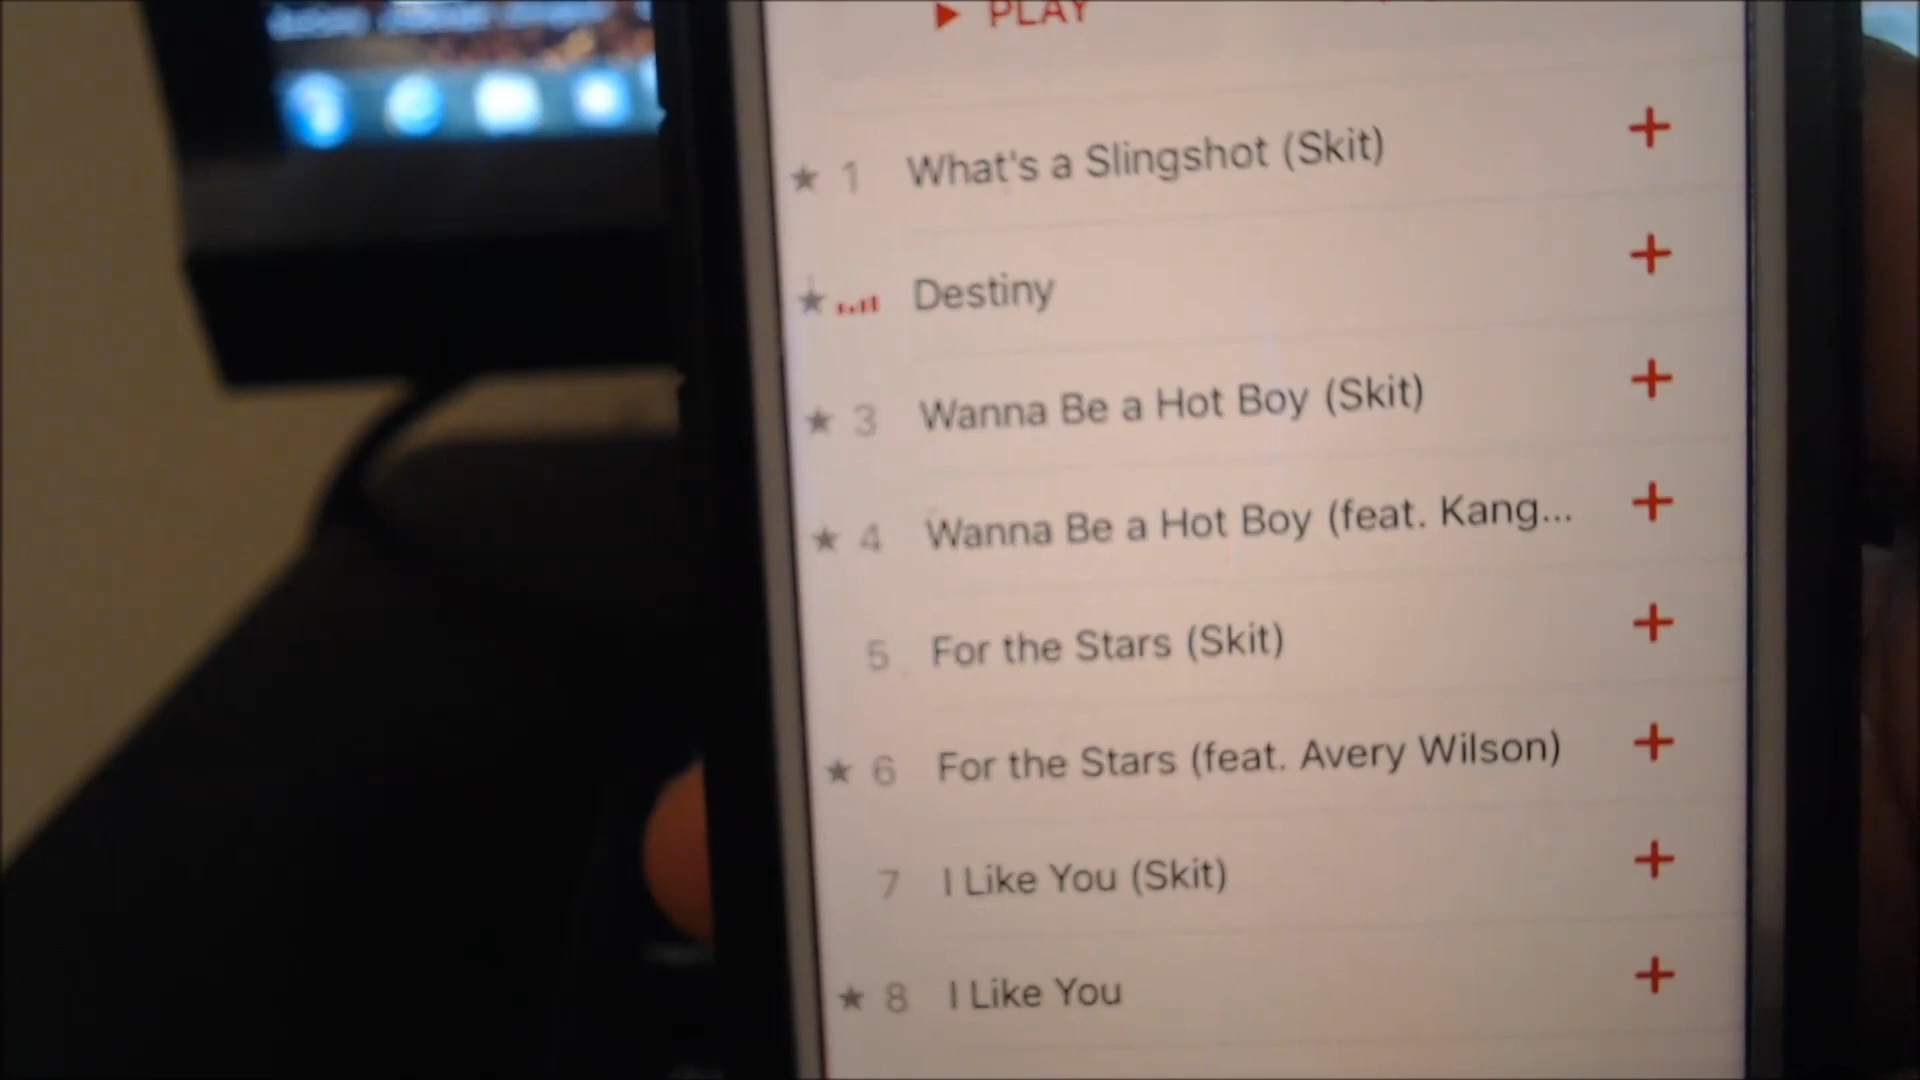 PLAY
★ 1 What's a Slingshot (Skit) +
★ Destiny +
★ 3 Wanna Be a Hot Boy (Skit) +
★ 4 Wanna Be a Hot Boy (feat. Kang... +
5 For the Stars (Skit) +
★ 6 For the Stars (feat. Avery Wilson) +
7 I Like You (Skit) +
★ 8 I Like You +